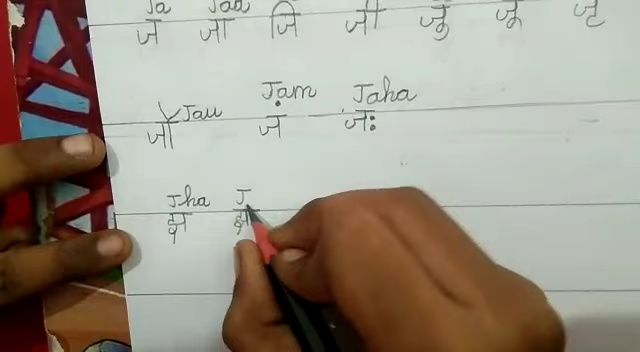 Ja Jaa
ज जा जि जी जु जू जृ
Jau Jam Jaha
जौ जं जः
Jha J
झ झ